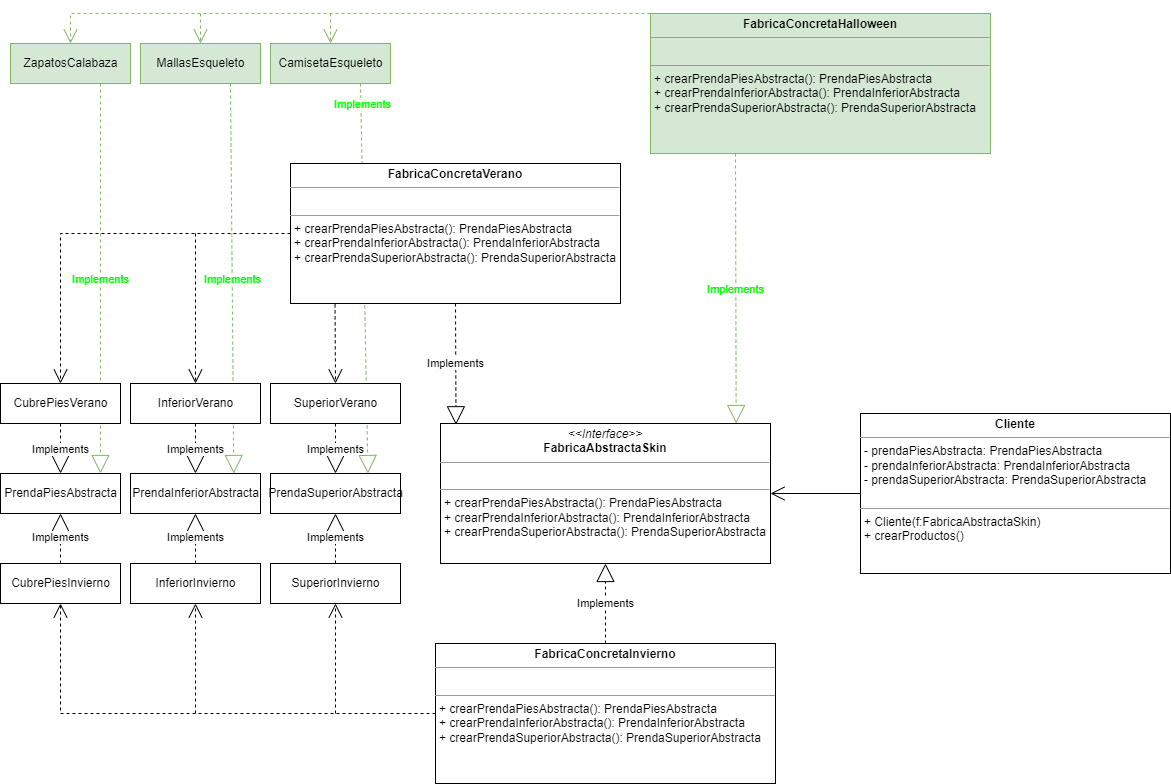 FabricaConcretaHalloween
+ crearPrendaPiesAbstracta(): PrendaPiesAbstracta
+ crearPrendaInferiorAbstracta(): PrendaInferiorAbstracta
+ crearPrendaSuperiorAbstracta(): PrendaSuperiorAbstracta
ZapatosCalabaza
MallasEsqueleto
CamisetaEsqueleto
Implements
FabricaConcretaVerano
+ crearPrendaPiesAbstracta(): PrendaPiesAbstracta
+ crearPrendaInferiorAbstracta(): PrendaInferiorAbstracta
+ crearPrendaSuperiorAbstracta(): PrendaSuperiorAbstracta
Implements
Implements
Implements
Implements
CubrePiesVerano
InferiorVerano
SuperiorVerano
Implements
Implements
Implements
PrendaPiesAbstracta
PrendaInferiorAbstracta
PrendaSuperiorAbstracta
Implements
Implements
Implements
CubrePiesInvierno
InferiorInvierno
SuperiorInvierno
<<Interface>>
FabricaAbstractaSkin
+ crearPrendaPiesAbstracta(): PrendaPiesAbstracta
+ crearPrendaInferiorAbstracta(): PrendaInferiorAbstracta
+ crearPrendaSuperiorAbstracta(): PrendaSuperiorAbstracta
Cliente
- prendaPiesAbstracta: PrendaPiesAbstracta
- prendaInferiorAbstracta: PrendaInferiorAbstracta
- prendaSuperiorAbstracta: PrendaSuperiorAbstracta
+ Cliente(f:FabricaAbstractaSkin)
+ crearProductos()
Implements
FabricaConcretaInvierno
+ crearPrendaPiesAbstracta(): PrendaPiesAbstracta
+ crearPrendaInferiorAbstracta(): PrendaInferiorAbstracta
+ crearPrendaSuperiorAbstracta(): PrendaSuperiorAbstracta